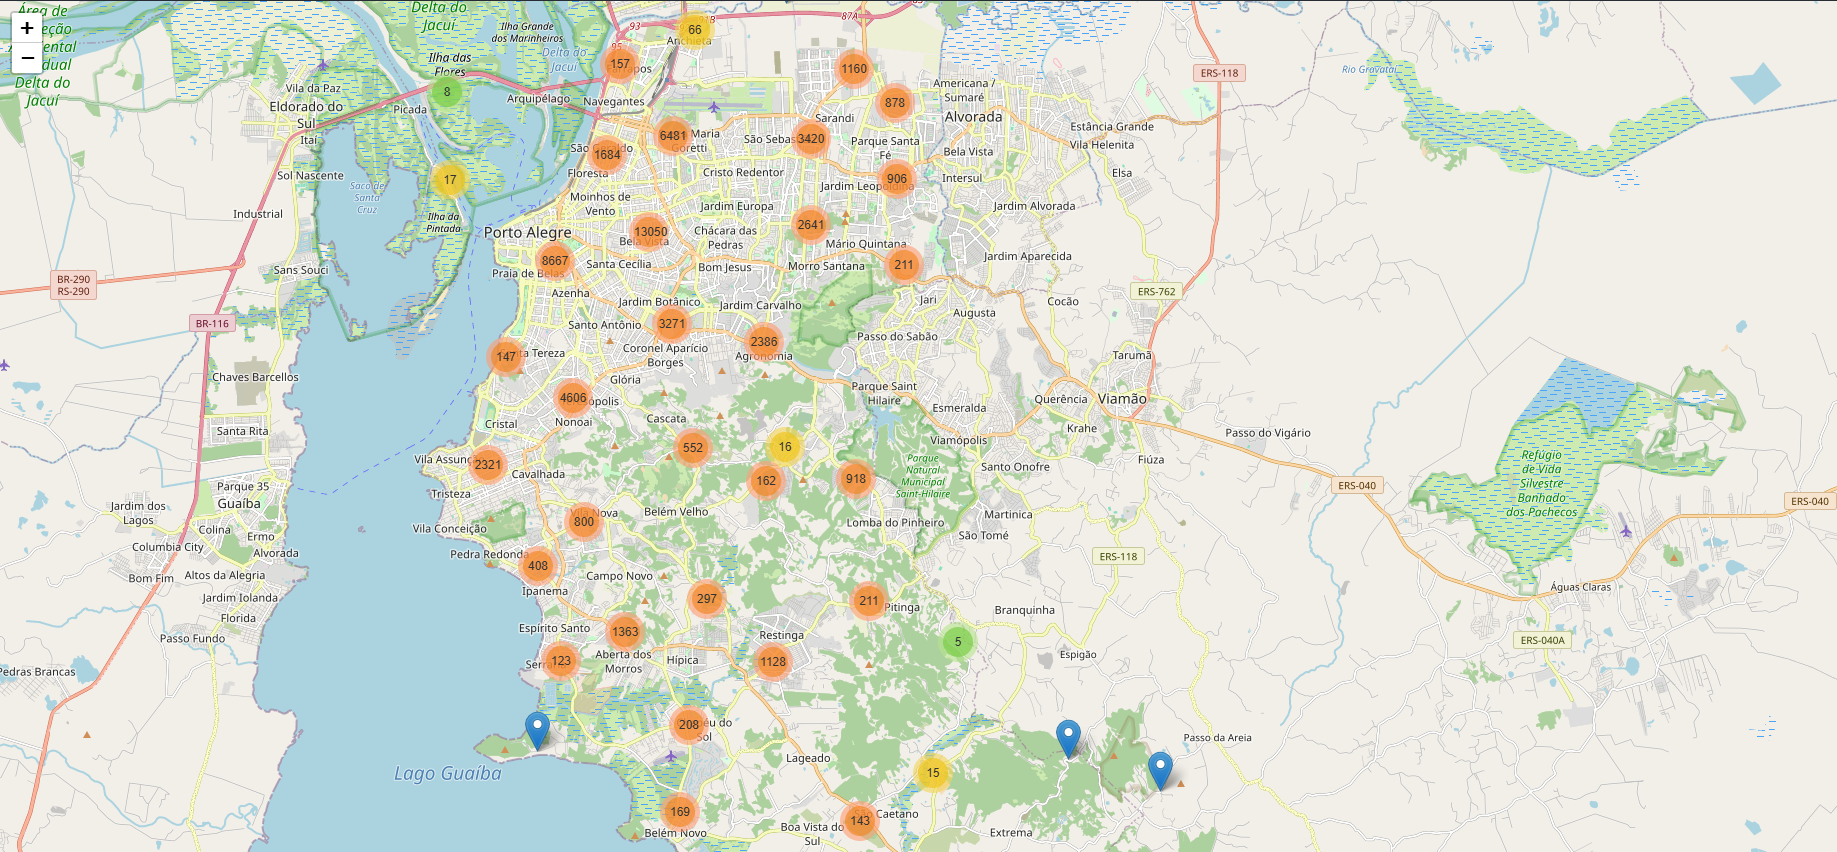 +
−
Área de
Delta do
Jacuí
Delta do
Jacuí
Ilha Grande
dos Marinheiros
Delta do
Jacuí
Ilha das
Flores
93
95
87A
66
Anchieta
157
1160
878
8
Vila da Paz
Eldorado do
Sul
Itaí
Picada
Arquipélago
Navegantes
Sarandi
Americana /
Sumaré
Alvorada
ERS-118
Rio Gravataí
Estância Grande
Vila Helenita
6481
Maria
Goretti
São Sebas
3420
Parque Santa
Fé
Bela Vista
1684
Floresta
Cristo Redentor
906
Jardim Leopoldina
Intersul
Elsa
Sol Nascente
Saco de
Santa
Cruz
17
Ilha da
Pintada
Moinhos de
Vento
Jardim Europa
Jardim Alvorada
Industrial
Porto Alegre
13050
Bela Vista
Chácara das
Pedras
2641
Mário Quintana
8667
Praia de Belas
Santa Cecília
Bom Jesus
Morro Santana
211
Jardim Aparecida
Sans Souci
BR-290
RS-290
Azenha
Jardim Botânico
Jardim Carvalho
Jari
Augusta
Cocão
ERS-762
BR-116
Santo Antônio
3271
2386
Agronomia
Passo do Sabão
Coronel Aparício
Borges
147
ta Tereza
Tarumã
Chaves Barcellos
Glória
4606
ópolis
Nonoai
Parque Saint
Hilaire
Querência
Viamão
Esmeralda
Cristal
Cascata
Krahe
Santa Rita
552
16
Viamópolis
Passo do Vigário
Vila Assunç
2321
Cavalhada
162
918
Parque
Natural
Municipal
Saint-Hilaire
Santo Onofre
Fiúza
Refúgio
de Vida
Silvestre
Banhado
dos Pachecos
ERS-040
ERS-040
Parque 35
Guaíba
Tristeza
Jardim dos
Lagos
Vila Nova
800
Belém Velho
Lomba do Pinheiro
Martinica
Colina
Vila Conceição
São Tomé
Ermo
Columbia City
Alvorada
Pedra Redonda
408
ERS-118
Bom Fim
Altos da Alegria
Campo Novo
Ipanema
Águas Claras
Jardim Iolanda
297
211
Pitinga
Branquinha
Florida
Passo Fundo
Espírito Santo
1363
Restinga
5
ERS-040A
Pedras Brancas
Serr
123
Aberta dos
Morros
Hípica
1128
Espigão
208
éu do
Sol
Passo da Areia
Lageado
Lago Guaíba
15
169
Belém Novo
143
Caetano
Boa Vista do
Sul
Extrema